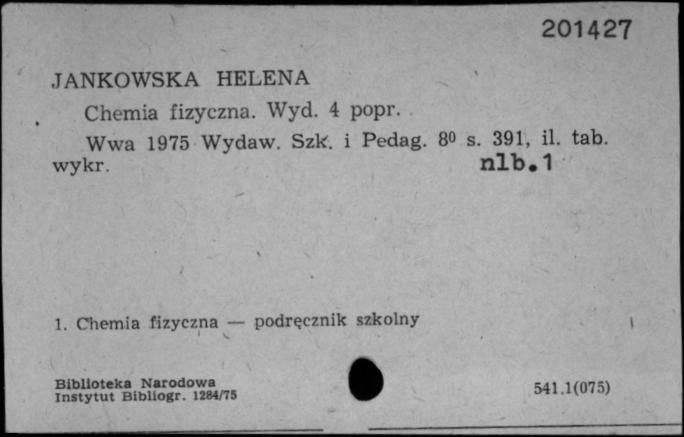 201427
JANKOWSKA HELENA
Chemia fizyczna. Wyd. 4 popr.
Wwa 1975 Wydaw. Szk. i Pedag. 8⁰ s. 391, il. tab.
wykr. nlb.1
1. Chemia fizyczna — podręcznik szkolny
Biblioteka Narodowa
Instytut Bibliogr. 1284/75
541.1(075)